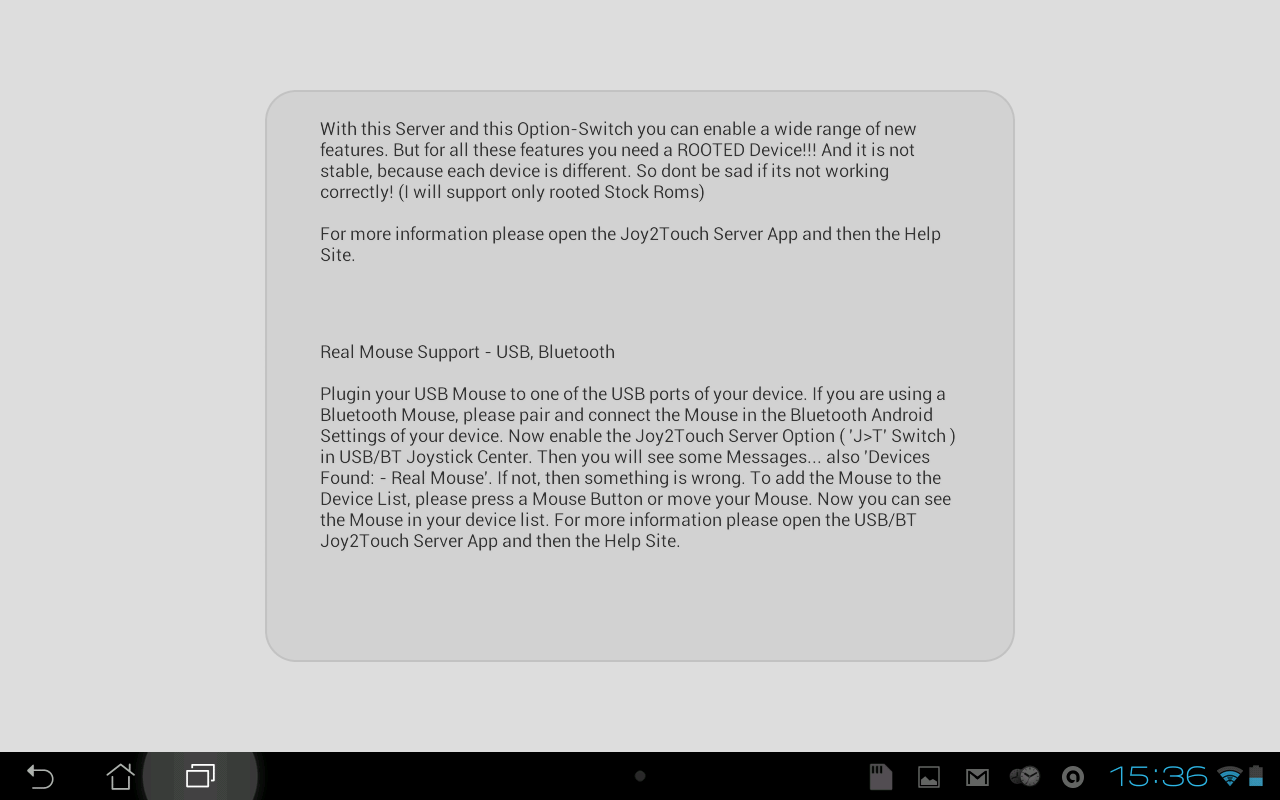 With this Server and this Option-Switch you can enable a wide range of new
features. But for all these features you need a ROOTED Device!!! And it is not
stable, because each device is different. So dont be sad if its not working
correctly! (I will support only rooted Stock Roms)
For more information please open the Joy2Touch Server App and then the Help
Site.
Real Mouse Support - USB, Bluetooth
Plugin your USB Mouse to one of the USB ports of your device. If you are using a
Bluetooth Mouse, please pair and connect the Mouse in the Bluetooth Android
Settings of your device. Now enable the Joy2Touch Server Option ( 'J>T' Switch )
in USB/BT Joystick Center. Then you will see some Messages... also 'Devices
Found: - Real Mouse'. If not, then something is wrong. To add the Mouse to the
Device List, please press a Mouse Button or move your Mouse. Now you can see
the Mouse in your device list. For more information please open the USB/BT
Joy2Touch Server App and then the Help Site.
15:36